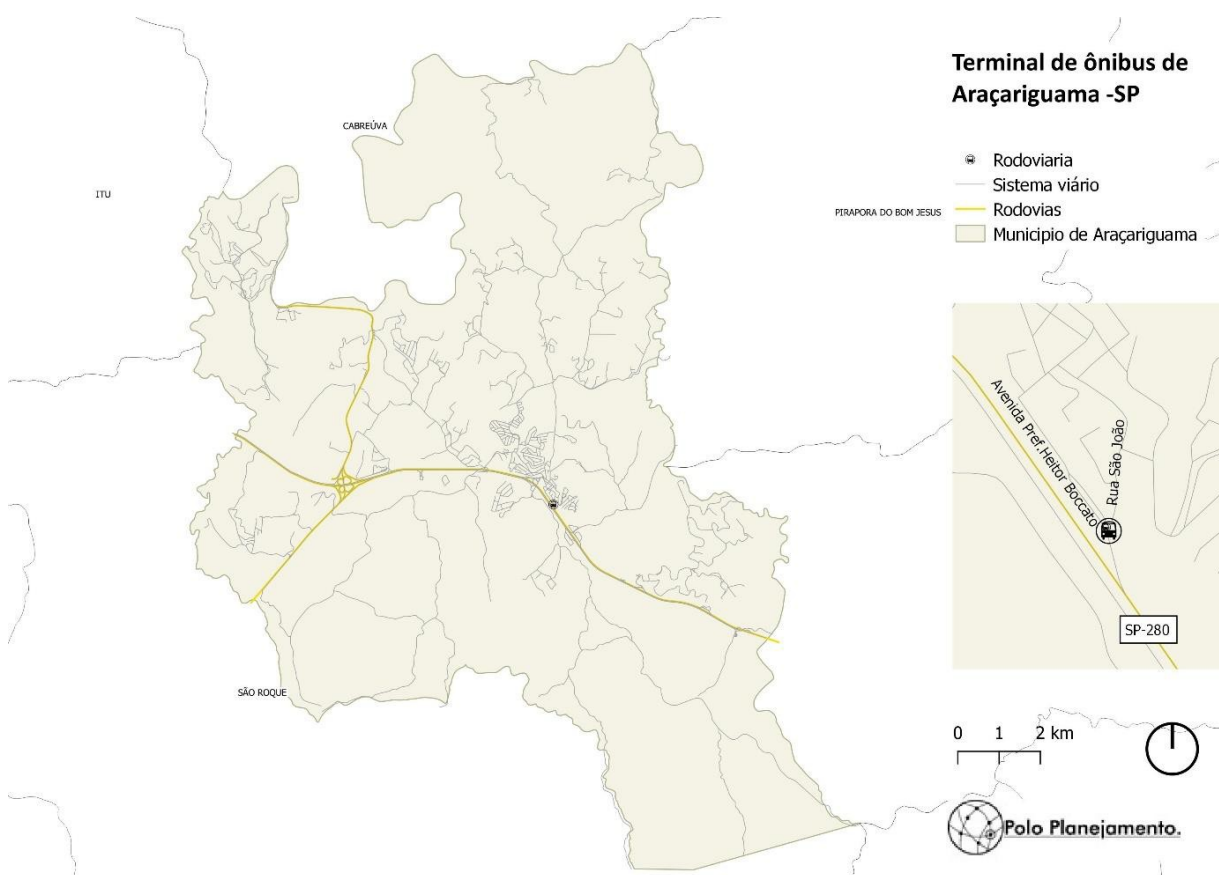 Terminal de ônibus de
Araçariguama -SP
Rodoviaria
Sistema viário
Rodovias
Municipio de Araçariguama
CABREÚVA
ITU
PIRAPORA DO BOM JESUS
SÃO ROQUE
Avenida Pref.Heitor Boccato
Rua São João
SP-280
0 1 2 km
Polo Planejamento.